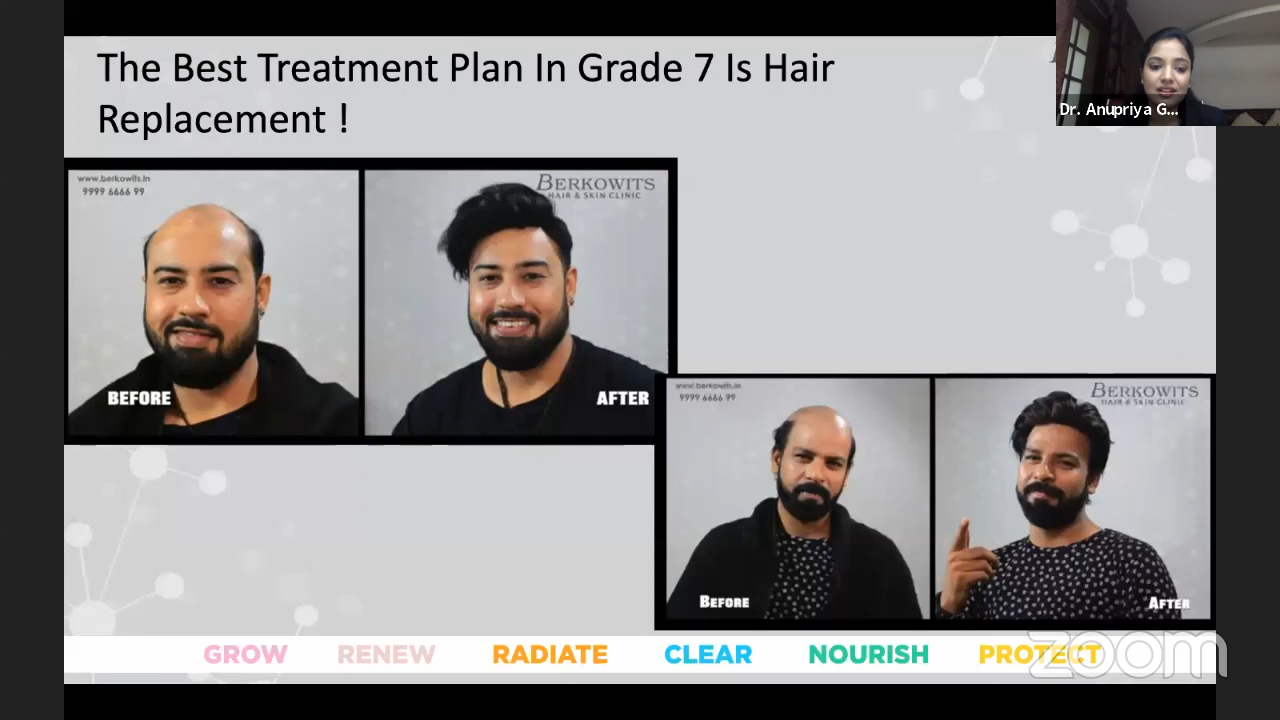 The Best Treatment Plan In Grade 7 Is Hair
Replacement !
Dr. Anupriya G...
www.berkowits.in
9999 6666 99
BERKOWITS
HAIR & SKIN CLINIC
BEFORE
AFTER
www.berkowits.in
9999 6666 99
BERKOWITS
HAIR & SKIN CLINIC
BEFORE
AFTER
GROW RENEW RADIATE CLEAR NOURISH PROTECT
zoom